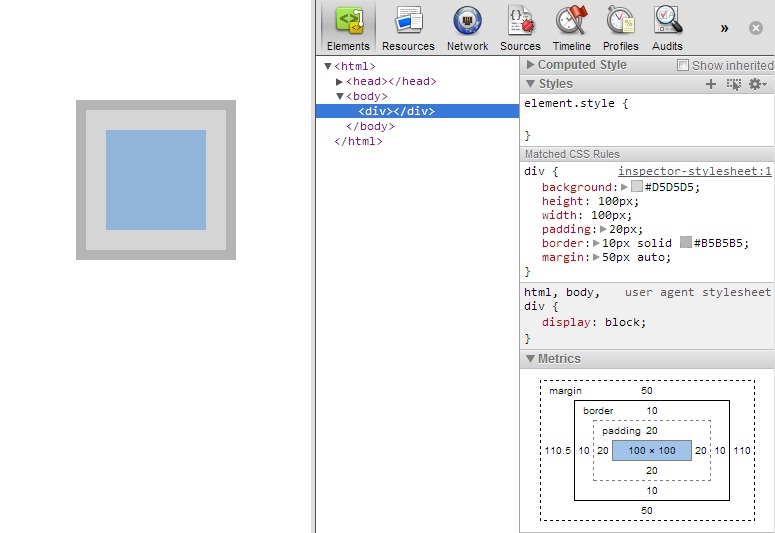 Elements Resources Network Sources Timeline Profiles Audits »
▼<html>
▶<head></head>
▼<body>
<div></div>
</body>
</html>
▶ Computed Style Show inherited
▼ Styles
element.style {
}
Matched CSS Rules
div { inspector-stylesheet:1
background:▶ #D5D5D5;
height: 100px;
width: 100px;
padding:▶20px;
border:▶10px solid #B5B5B5;
margin:▶50px auto;
}
html, body, user agent stylesheet
div {
display: block;
}
▼ Metrics
margin 50
border 10
padding 20
110.5 10 20 100 × 100 20 10 110
20
10
50